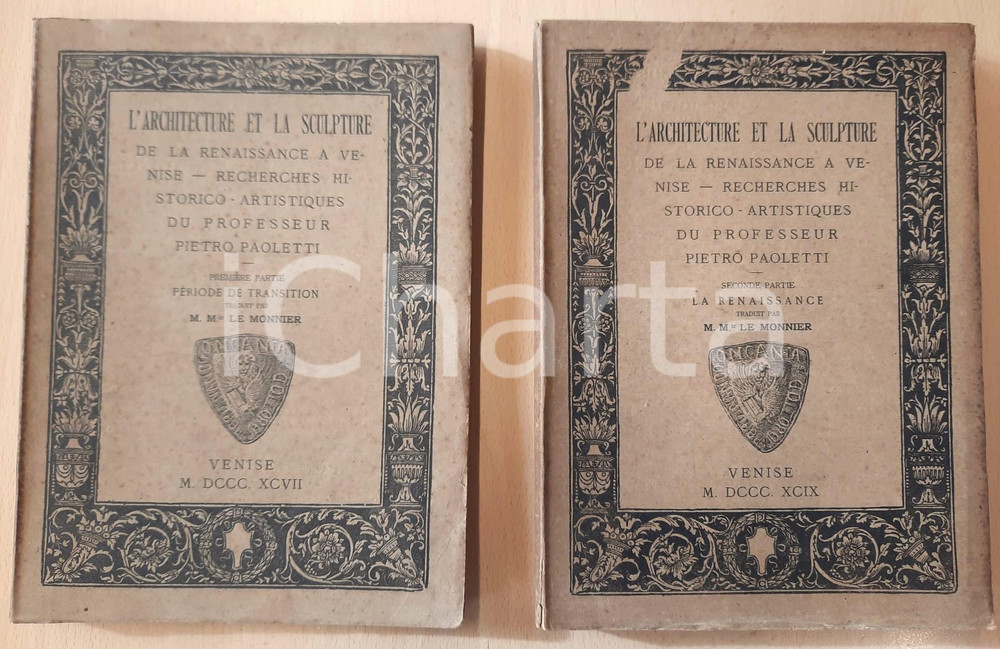 L'ARCHITECTURE ET LA SCULPTURE
DE LA RENAISSANCE A VE-
NISE — RECHERCHES HI-
STORICO - ARTISTIQUES
DU PROFESSEUR
PIETRO PAOLETTI
PREMIÈRE PARTIE
PÉRIODE DE TRANSITION
TRADUIT PAR
M. Mce LE MONNIER
VENISE
M. DCCC. XCVII
L'ARCHITECTURE ET LA SCULPTURE
DE LA RENAISSANCE A VE-
NISE — RECHERCHES HI-
STORICO - ARTISTIQUES
DU PROFESSEUR
PIETRO PAOLETTI
SECONDE PARTIE
LA RENAISSANCE
TRADUIT PAR
M. Mce LE MONNIER
VENISE
M. DCCC. XCIX
iCharta